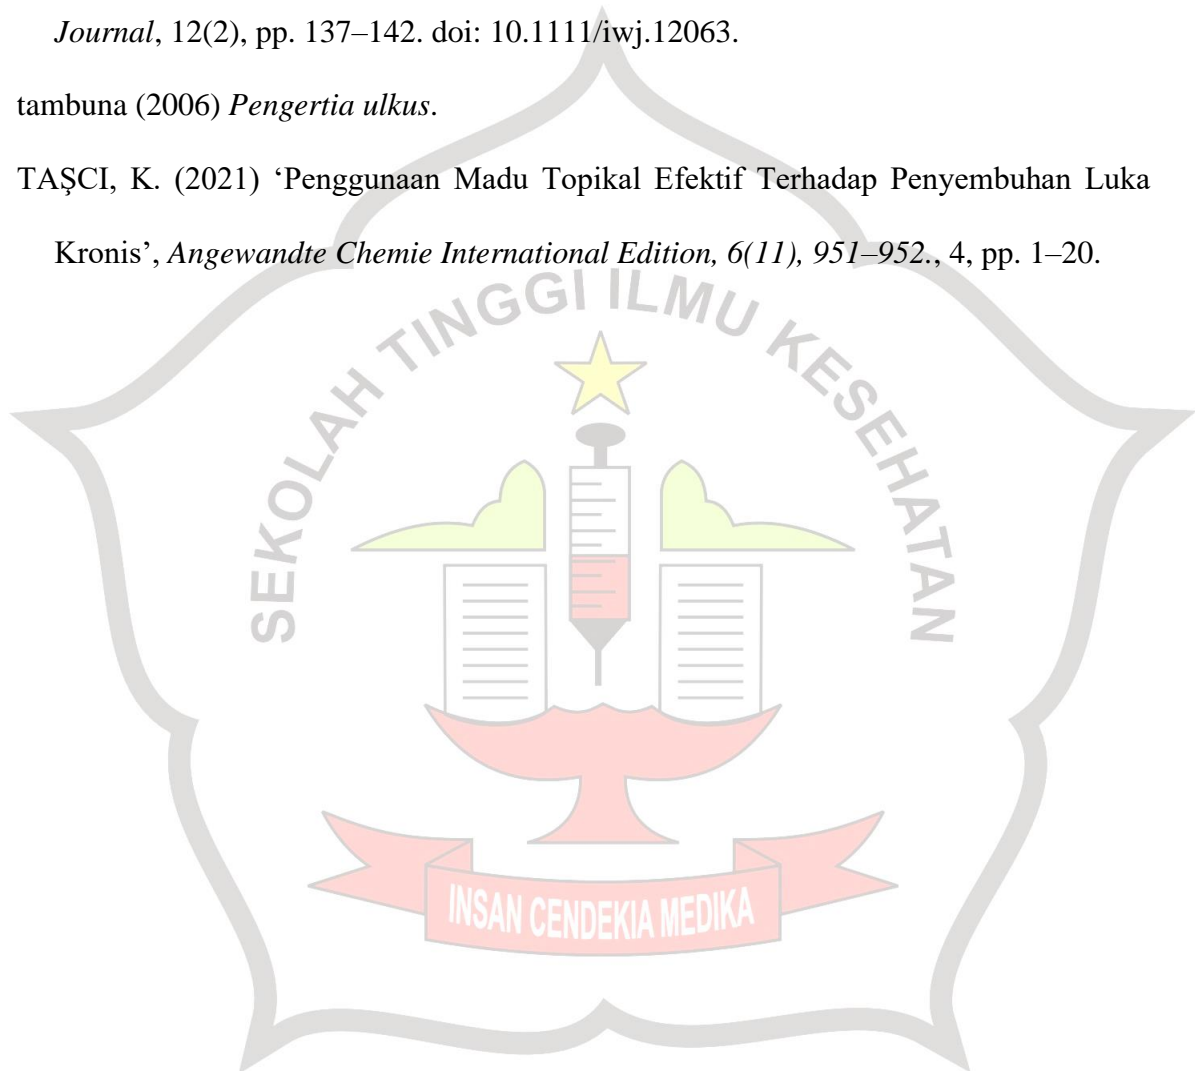 Journal, 12(2), pp. 137–142. doi: 10.1111/iwj.12063.
tambuna (2006) Pengertia ulkus.
TAŞCI, K. (2021) ‘Penggunaan Madu Topikal Efektif Terhadap Penyembuhan Luka
Kronis’, Angewandte Chemie International Edition, 6(11), 951–952., 4, pp. 1–20.
SEKOLAH TINGGI ILMU KESEHATAN
INSAN CENDEKIA MEDIKA